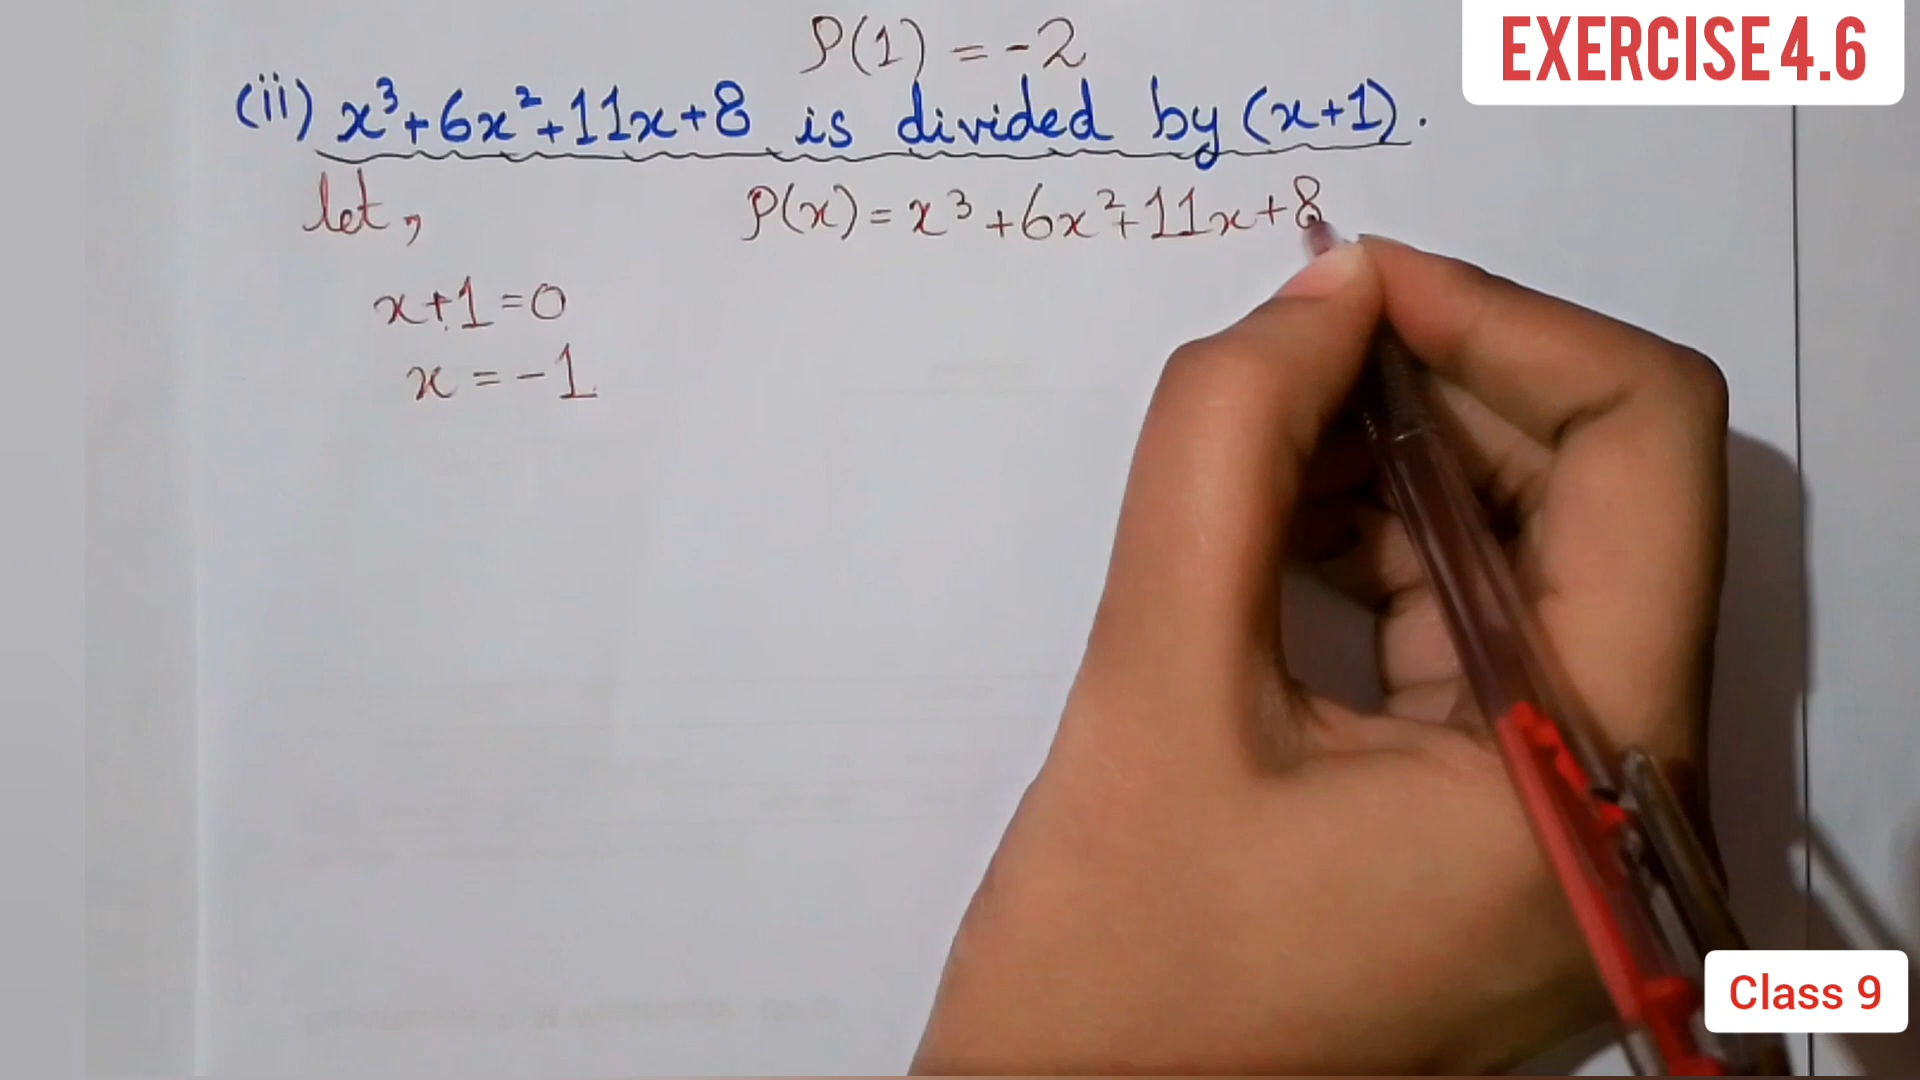 P(1) = -2
EXERCISE 4.6
(ii) x³+6x²+11x+8 is divided by (x+1).
let, P(x) = x³+6x²+11x+8
x+1=0
x = -1
Class 9